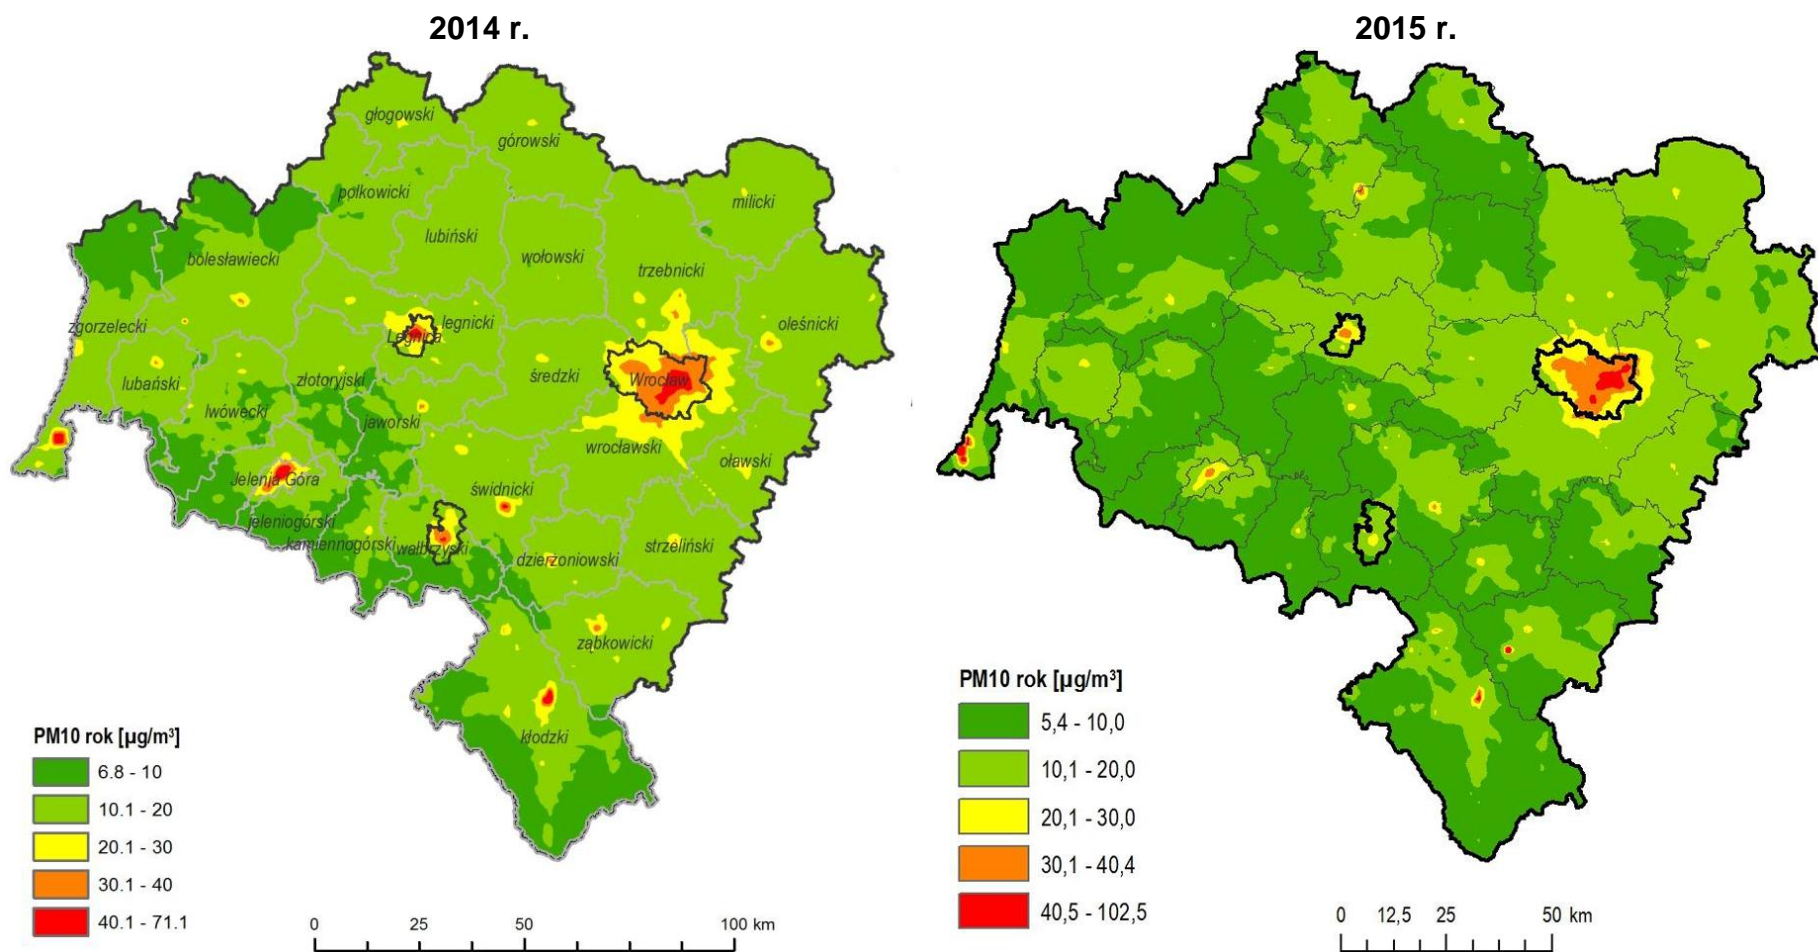 2014 r.
głogowski
górowski
polkowicki
milicki
lubiński
bolesławiecki
wołowski
trzebnicki
zgorzelecki
legnicki
Legnica
oleśnicki
lubański
złotoryjski
średzki
Wrocław
lwówecki
jaworski
wrocławski
oławski
Jelenia Góra
świdnicki
jeleniogórski
kamiennogórski
wałbrzyski
dzierżoniowski
strzeliński
ząbkowicki
kłodzki
PM10 rok [µg/m³]
6.8 - 10
10.1 - 20
20.1 - 30
30.1 - 40
40.1 - 71.1
0 25 50 100 km
2015 r.
PM10 rok [µg/m³]
5,4 - 10,0
10,1 - 20,0
20,1 - 30,0
30,1 - 40,4
40,5 - 102,5
0 12,5 25 50 km